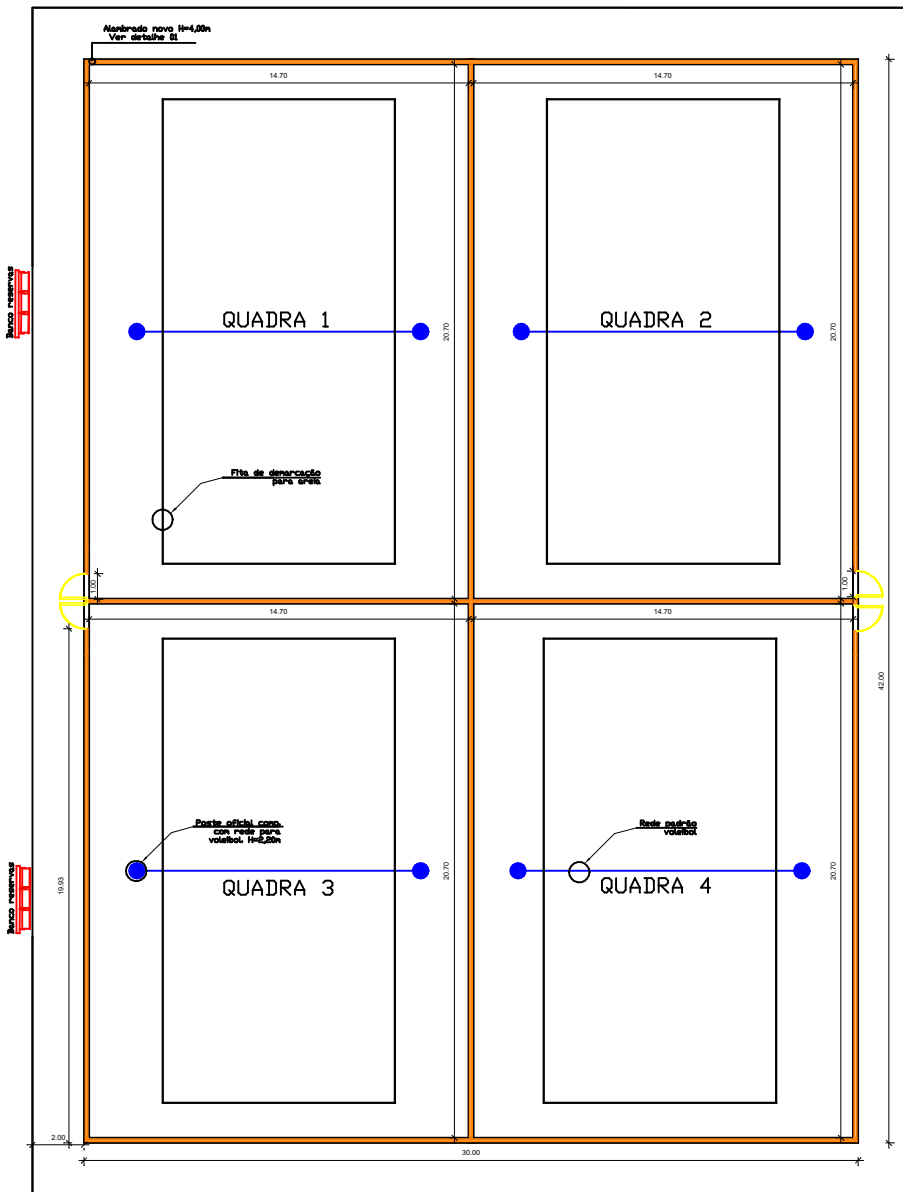 Alambrado novo H=4,00m
Ver detalhe 01
14.70
14.70
Banco reservas
QUADRA 1
20.70
QUADRA 2
20.70
Fita de demarcação
para areia
1.00
1.00
14.70
14.70
42.00
Poste oficial comp.
com rede para
voleibol H=2,20m
Rede padrão
voleibol
Banco reservas
19.93
QUADRA 3
20.70
QUADRA 4
20.70
2.00
30.00